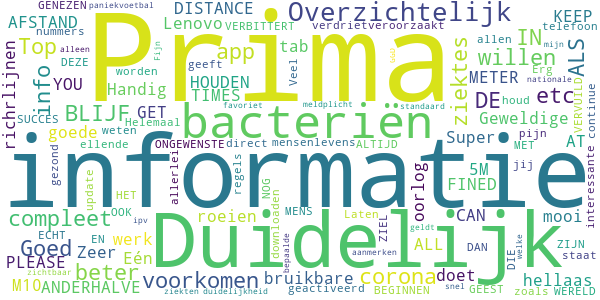 GENEZEN paniekvoetbal DISTANCE Overzichtelijk verdrietveroorzaakt
AFSTAND Prima Lenovo VERBITTERT KEEP telefoon
nummers alleen Top app tab willen allen IN ALS
DEZE Fijn geeft Veel ziektes Erg mijn
richrlijnen info YOU worden HOUDEN METER nationale
Handig TIMES DE etc VERVUILD
favoriet meldplicht standaard houd
SUCCES BLIJF GET bacteriën Geweldige continue
goede weten Helemaal Super pijn AT
ellende ONGEWENSTE direct mensenlevens ALTIJD MET interessante
informatie
gezond update allerlei regels oorlog 5M jij
compleet HET OOK ipv roeien NOG downloaden Duidelijk FINED mooi
MENS ZIEL CAN
ECHT EN werk Laten ALL geldt DAN ZIJN
Goed Zeer Eén bepaalde corona aanmerken DIE welke staat
PLEASE beter voorkomen bruikbare doet hellaas
zichtbaar M10 ANDERHALVE geactiveerd BEGINNEN snel GEEST zoals WERELD
ziekten duidelijkheid